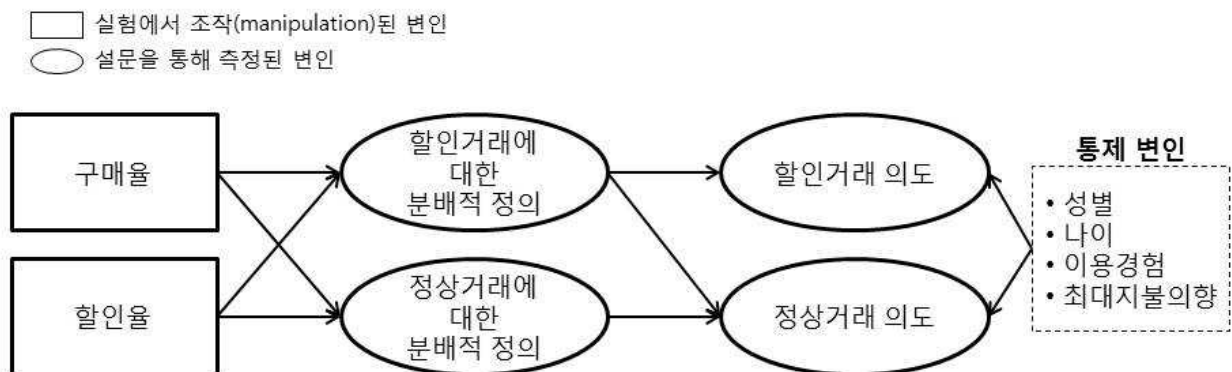 실험에서 조작(manipulation)된 변인
설문을 통해 측정된 변인
구매율
할인거래에
대한
분배적 정의
할인거래 의도
통제 변인
• 성별
• 나이
• 이용경험
• 최대지불의향
할인율
정상거래에
대한
분배적 정의
정상거래 의도